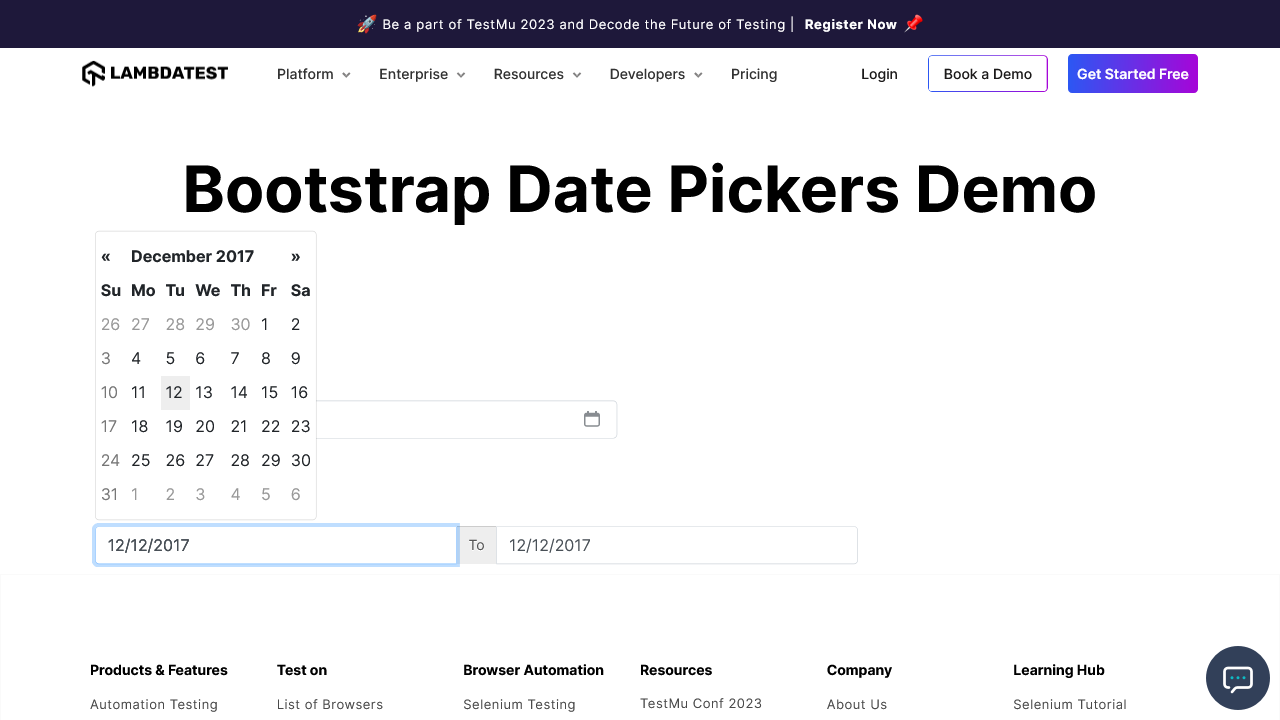 🚀 Be a part of TestMu 2023 and Decode the Future of Testing | Register Now 📌
LAMBDATEST Platform Enterprise Resources Developers Pricing Login Book a Demo Get Started Free
Bootstrap Date Pickers Demo
« December 2017 »
Su Mo Tu We Th Fr Sa
26 27 28 29 30 1 2
3 4 5 6 7 8 9
10 11 12 13 14 15 16
17 18 19 20 21 22 23
24 25 26 27 28 29 30
31 1 2 3 4 5 6
12/12/2017 To 12/12/2017
Products & Features Test on Browser Automation Resources Company Learning Hub
Automation Testing List of Browsers Selenium Testing TestMu Conf 2023 About Us Selenium Tutorial